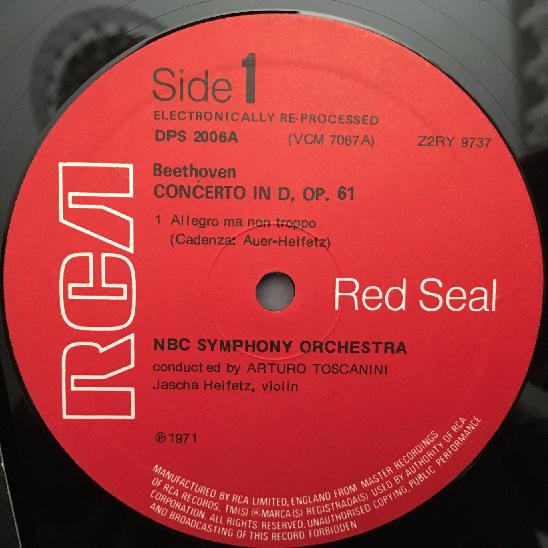 Side 1
ELECTRONICALLY RE-PROCESSED
DPS 2006A (VCM 7067A) Z2RY 9737
Beethoven
CONCERTO IN D, OP. 61
1 Allegro ma non troppo
(Cadenza: Auer-Heifetz)
RCA
Red Seal
NBC SYMPHONY ORCHESTRA
conducted by ARTURO TOSCANINI
Jascha Heifetz, violin
℗ 1971
MANUFACTURED BY RCA LIMITED, ENGLAND FROM MASTER RECORDINGS
OF RCA RECORDS. TM(S) ® MARCA(S) REGISTRADA(S) USED BY AUTHORITY OF RCA
CORPORATION. ALL RIGHTS RESERVED. UNAUTHORISED COPYING, PUBLIC PERFORMANCE
AND BROADCASTING OF THIS RECORD FORBIDDEN